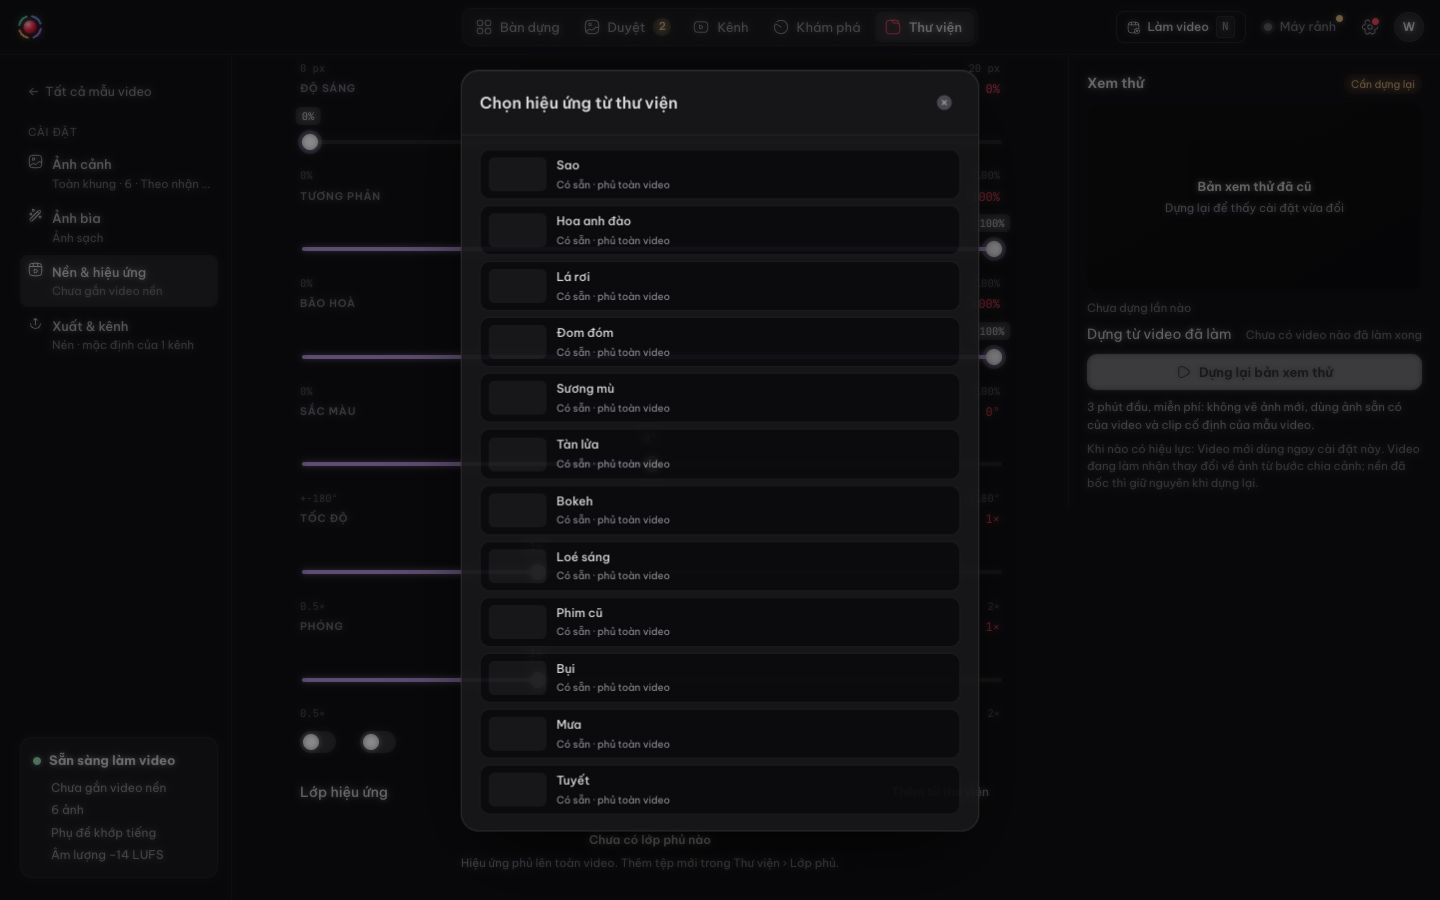 Bản dựng
Duyệt 2
Kênh
Khám phá
Thư viện
Làm video N
Máy rảnh
W
← Tất cả mẫu video
CÀI ĐẶT
Ảnh cảnh
Toàn khung · 6 · Theo nhận ...
Ảnh bìa
Ảnh sạch
Nền & hiệu ứng
Chưa gắn video nền
Xuất & kênh
Nén · mặc định của 1 kênh
Sẵn sàng làm video
Chưa gắn video nền
6 ảnh
Phụ đề khớp tiếng
Âm lượng -14 LUFS
0 px
20 px
ĐỘ SÁNG
0%
0%
0%
TƯƠNG PHẢN
100%
0%
BÃO HOÀ
100%
0%
SẮC MÀU
0°
+-180°
TỐC ĐỘ
1×
0.5×
2×
PHÓNG
1×
0.5×
2×
Lớp hiệu ứng
Chưa có lớp phủ nào
Hiệu ứng phủ lên toàn video. Thêm tệp mới trong Thư viện › Lớp phủ.
Chọn hiệu ứng từ thư viện
Sao
Có sẵn · phủ toàn video
Hoa anh đào
Có sẵn · phủ toàn video
Lá rơi
Có sẵn · phủ toàn video
Đom đóm
Có sẵn · phủ toàn video
Sương mù
Có sẵn · phủ toàn video
Tàn lửa
Có sẵn · phủ toàn video
Bokeh
Có sẵn · phủ toàn video
Loé sáng
Có sẵn · phủ toàn video
Phim cũ
Có sẵn · phủ toàn video
Bụi
Có sẵn · phủ toàn video
Mưa
Có sẵn · phủ toàn video
Tuyết
Có sẵn · phủ toàn video
Xem thử
Cần dựng lại
Bản xem thử đã cũ
Dựng lại để thấy cài đặt vừa đổi
Chưa dựng lần nào
Dựng từ video đã làm
Chưa có video nào đã làm xong
Dựng lại bản xem thử
3 phút đầu, miễn phí: không vẽ ảnh mới, dùng ảnh sẵn có
của video và clip cố định của mẫu video.
Khi nào có hiệu lực: Video mới dùng ngay cài đặt này. Video
đang làm nhận thay đổi về ảnh từ bước chia cảnh; nền đã
bốc thì giữ nguyên khi dựng lại.